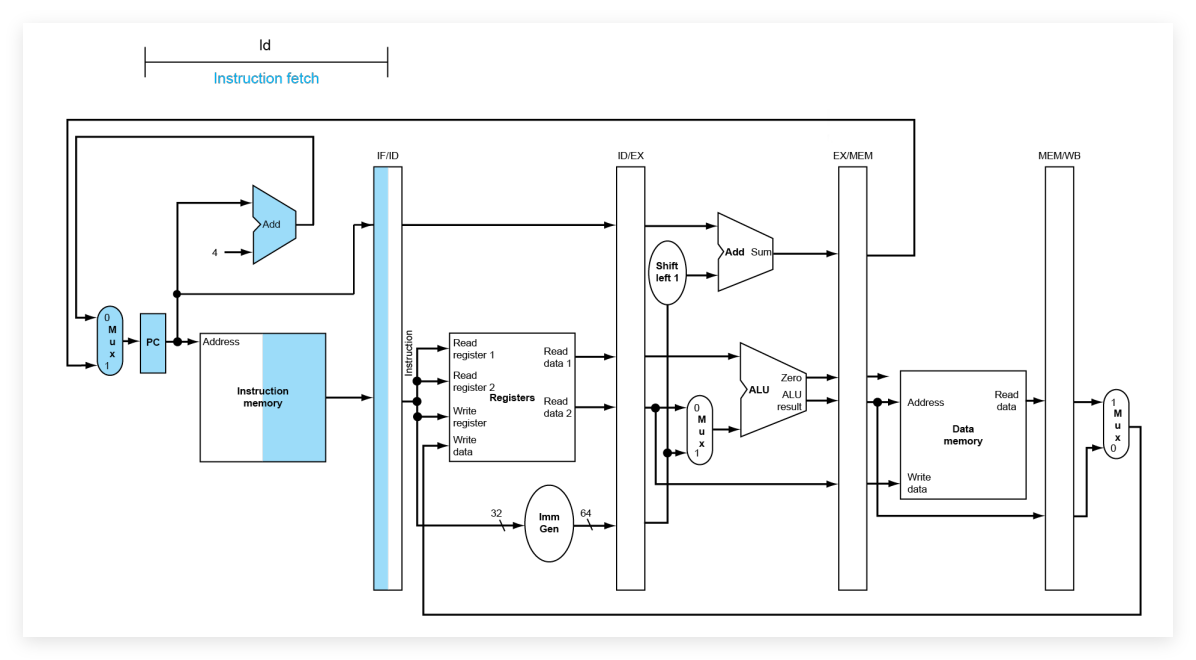 ld
Instruction fetch
IF/ID
ID/EX
EX/MEM
MEM/WB
Add
4
Add Sum
Shift
left 1
0
M
u
x
1
PC
Address
Instruction
memory
Instruction
Read
register 1
Read
register 2
Write
register
Write
data
Registers
Read
data 1
Read
data 2
0
M
u
x
1
ALU
Zero
ALU
result
Address
Read
data
Data
memory
Write
data
1
M
u
x
0
32
Imm
Gen
64